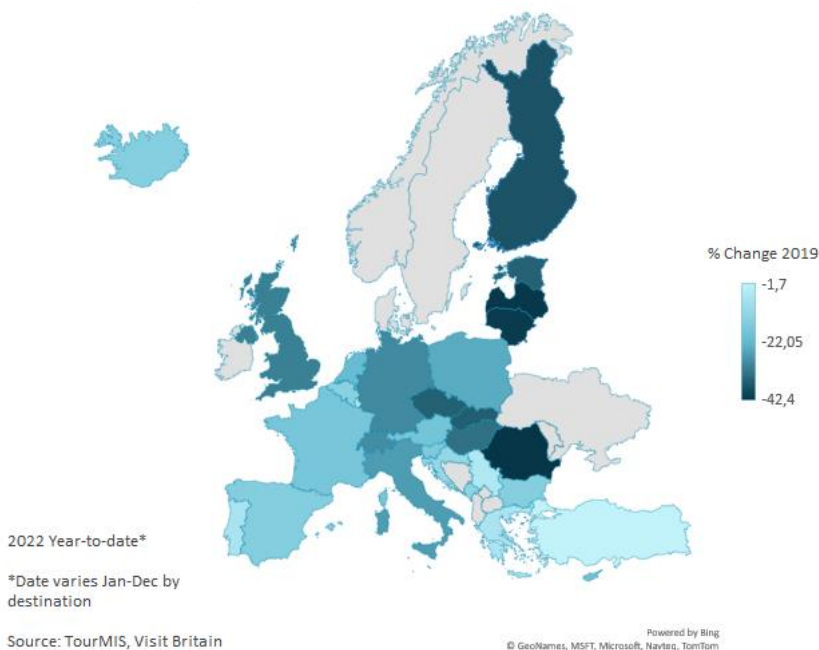 % Change 2019
-1,7
-22,05
-42,4
2022 Year-to-date*
*Date varies Jan-Dec by
destination
Source: TourMIS, Visit Britain
Powered by Bing
© GeoNames, MSFT, Microsoft, Navteq, TomTom